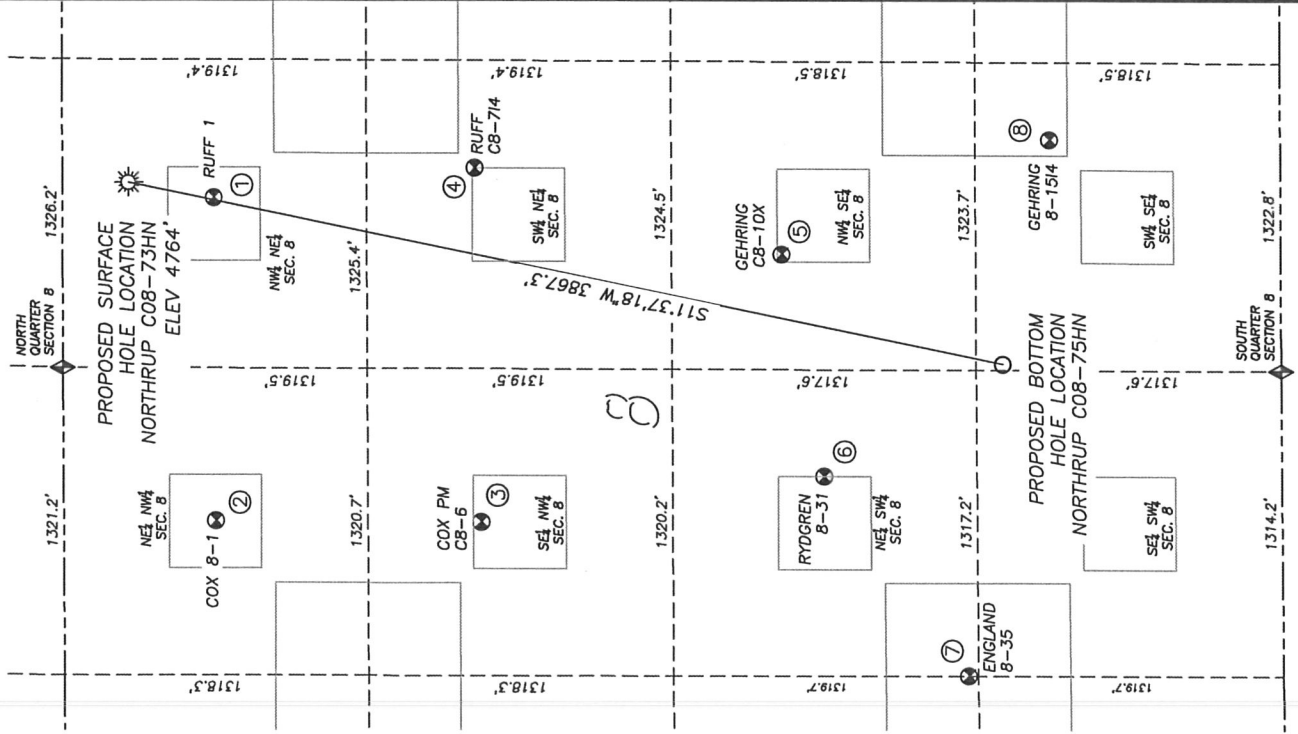 NORTH
QUARTER
SECTION 8
1321.2'
1326.2'
PROPOSED SURFACE
HOLE LOCATION
NORTHRUP C08-73HN
ELEV 4764'
1318.3'
1319.5'
1319.4'
NE¼ NW¼
SEC. 8
COX 8-1
2
RUFF 1
1
NW¼ NE¼
SEC. 8
1320.7'
1325.4'
COX PM
C8-6
3
SE¼ NW¼
SEC. 8
RUFF
C8-714
4
SW¼ NE¼
SEC. 8
1318.3'
1319.5'
1319.4'
8
S11°37'18"W 3867.3'
1320.2'
1324.5'
RYDGREN
8-31
6
NE¼ SW¼
SEC. 8
GEHRING
C8-10X
5
NW¼ SE¼
SEC. 8
1319.7'
1317.6'
1318.5'
1317.2'
1323.7'
7
ENGLAND
8-35
PROPOSED BOTTOM
HOLE LOCATION
NORTHRUP C08-75HN
8
GEHRING
8-1514
SE¼ SW¼
SEC. 8
SW¼ SE¼
SEC. 8
1319.7'
1317.6'
1318.5'
1314.2'
1322.8'
SOUTH
QUARTER
SECTION 8